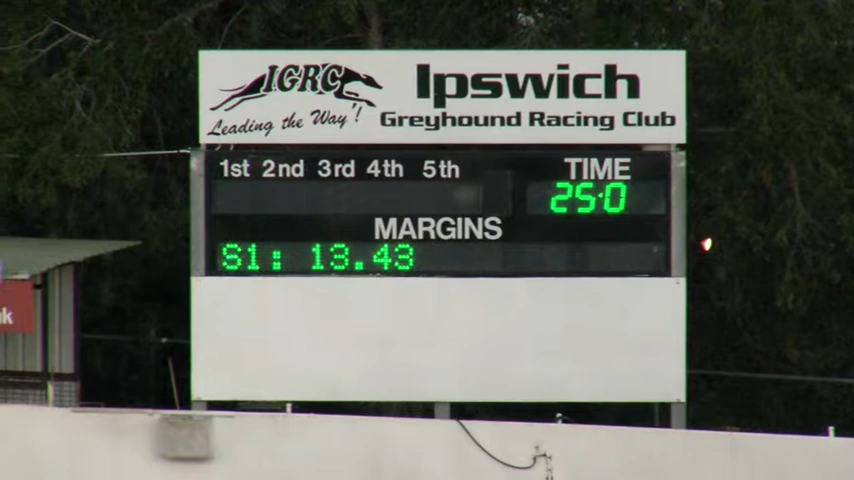 IGRC
Leading the Way!
Ipswich
Greyhound Racing Club
1st 2nd 3rd 4th 5th
TIME
25.0
MARGINS
S1: 13.43
k